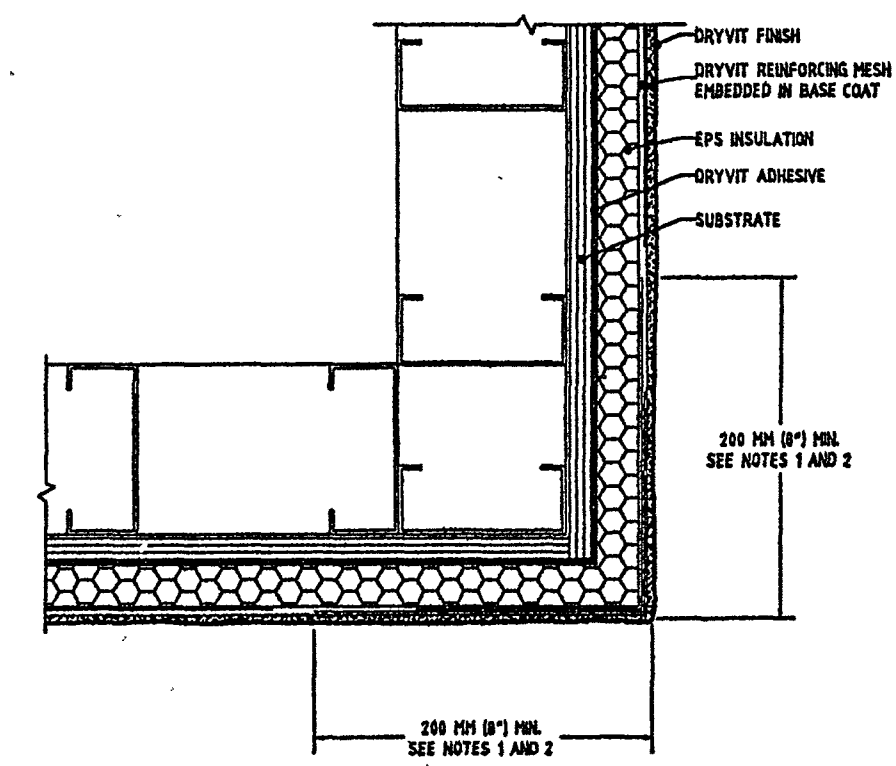 DRYVIT FINISH
DRYVIT REINFORCING MESH
EMBEDDED IN BASE COAT
EPS INSULATION
DRYVIT ADHESIVE
SUBSTRATE
200 MM (8") MIN.
SEE NOTES 1 AND 2
200 MM (8") MIN.
SEE NOTES 1 AND 2